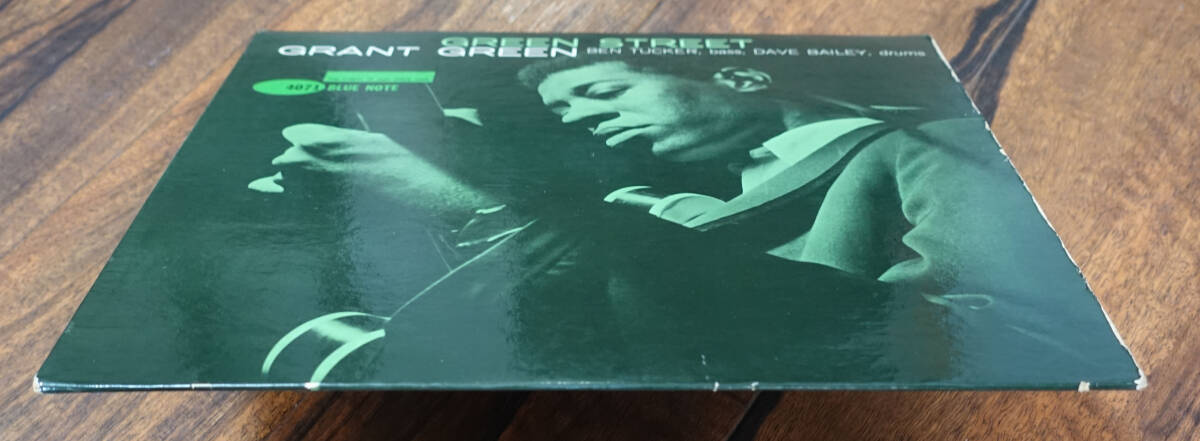 GREEN STREET
GRANT GREEN BEN TUCKER, bass, DAVE BAILEY, drums
4071 BLUE NOTE